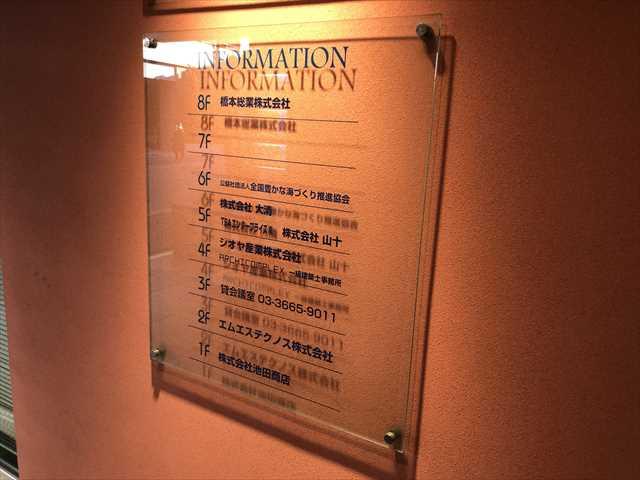 INFORMATION
8F 橋本総業株式会社
7F
6F 公益社団法人 全国豊かな海づくり推進協会
株式会社 大清
5F TBAエンタープライズ㈱ 株式会社 山十
シオヤ産業株式会社
4F ARCHICOMPLEX 一級建築士事務所
3F 貸会議室 03-3665-9011
2F エムエステクノス株式会社
1F 株式会社池田商店